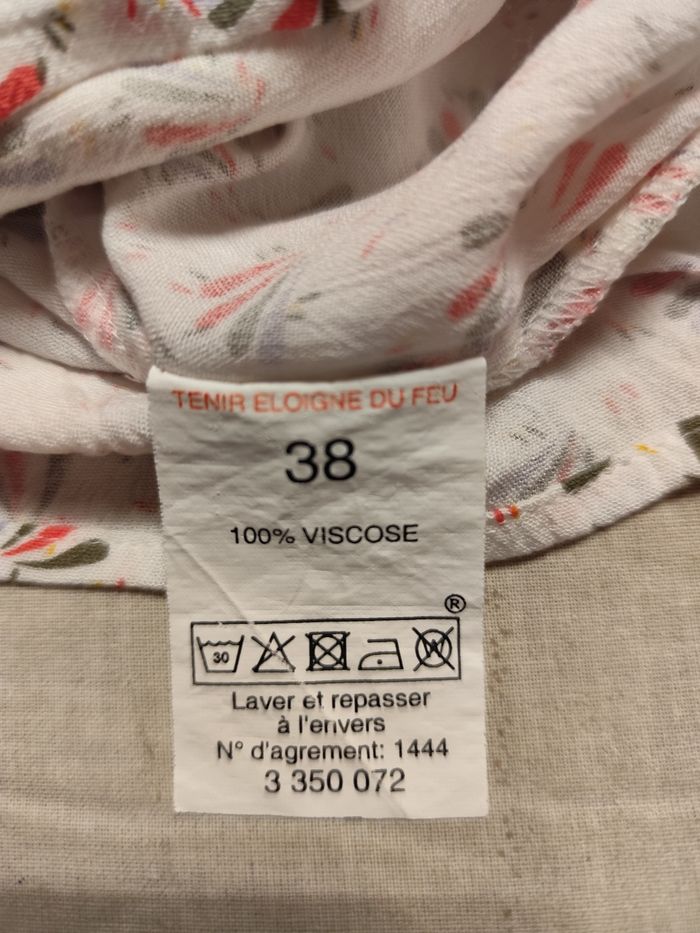 TENIR ELOIGNE DU FEU
38
100% VISCOSE
®
30 W
Laver et repasser
à l'envers
N° d'agrement: 1444
3 350 072